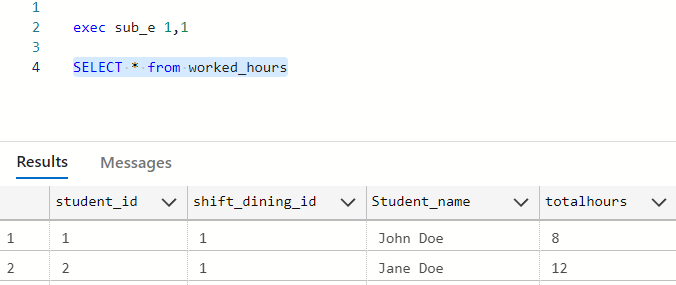 1
2 exec sub_e 1,1
3
4 SELECT * from worked_hours
Results Messages
student_id shift_dining_id Student_name totalhours
1 1 1 John Doe 8
2 2 1 Jane Doe 12